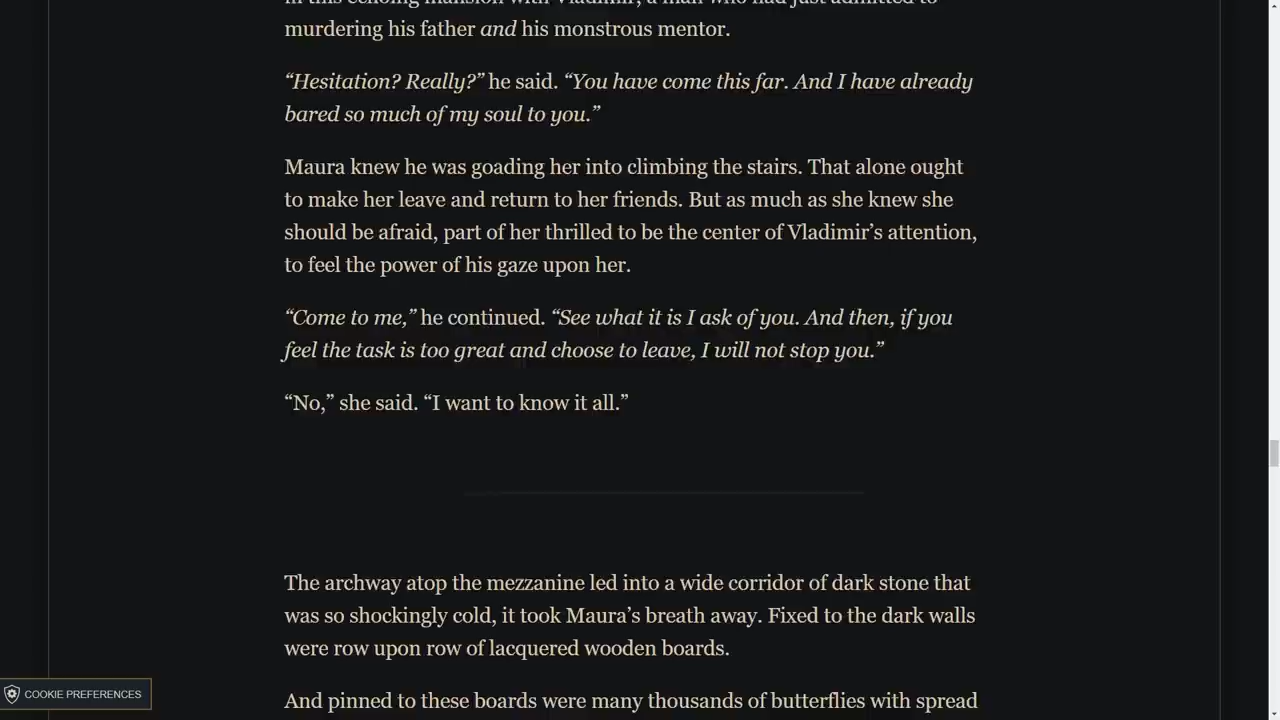 murdering his father and his monstrous mentor.
“Hesitation? Really?” he said. “You have come this far. And I have already
bared so much of my soul to you.”
Maura knew he was goading her into climbing the stairs. That alone ought
to make her leave and return to her friends. But as much as she knew she
should be afraid, part of her thrilled to be the center of Vladimir’s attention,
to feel the power of his gaze upon her.
“Come to me,” he continued. “See what it is I ask of you. And then, if you
feel the task is too great and choose to leave, I will not stop you.”
“No,” she said. “I want to know it all.”
The archway atop the mezzanine led into a wide corridor of dark stone that
was so shockingly cold, it took Maura’s breath away. Fixed to the dark walls
were row upon row of lacquered wooden boards.
And pinned to these boards were many thousands of butterflies with spread
COOKIE PREFERENCES